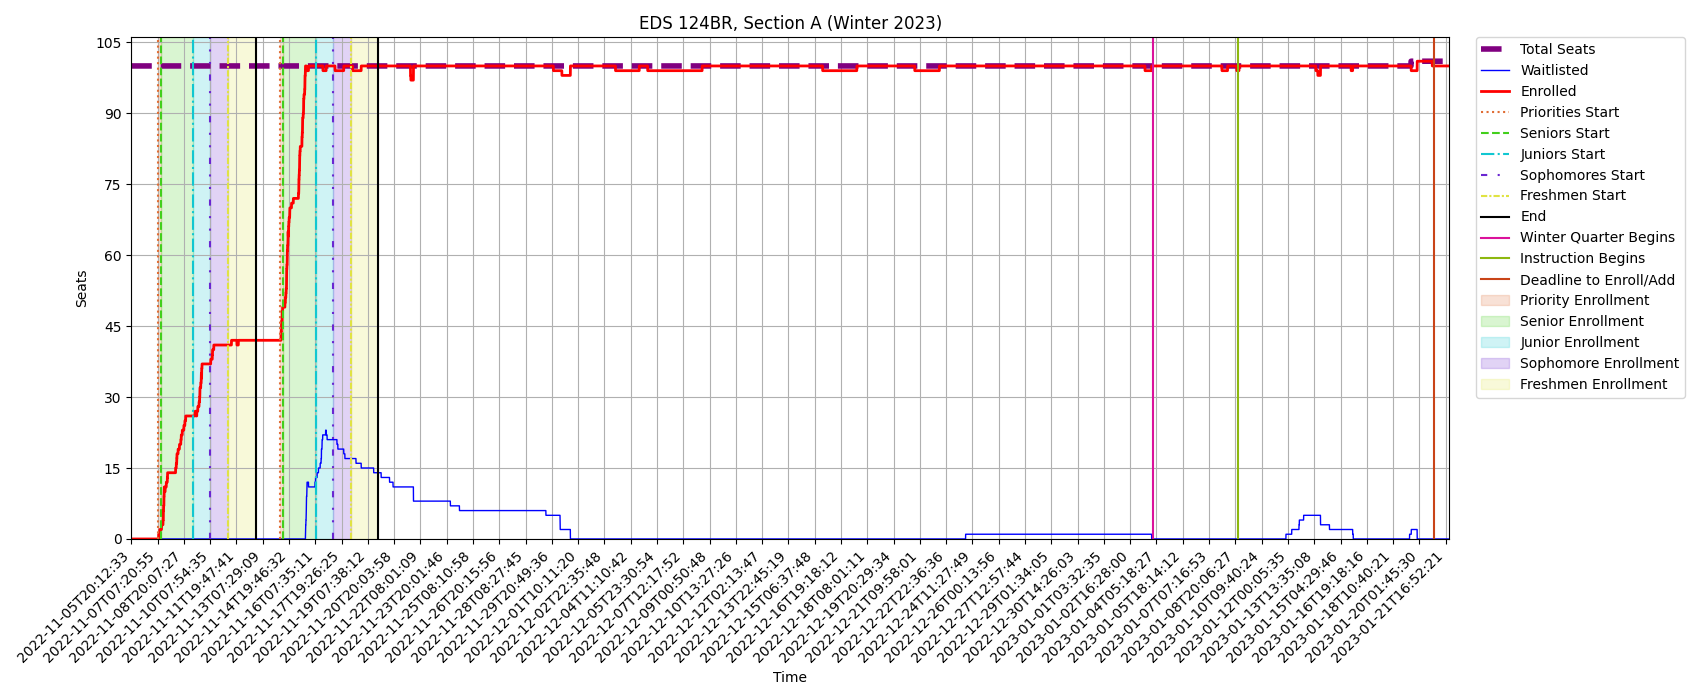 EDS 124BR, Section A (Winter 2023)
Seats
105
90
75
60
45
30
15
0
2022-11-05T20:12:33
2022-11-07T07:20:55
2022-11-08T20:07:27
2022-11-10T07:54:35
2022-11-11T19:47:41
2022-11-13T07:29:09
2022-11-14T19:46:32
2022-11-16T07:35:11
2022-11-17T19:26:25
2022-11-19T07:38:12
2022-11-20T20:03:58
2022-11-22T08:01:09
2022-11-23T20:01:46
2022-11-25T08:10:58
2022-11-26T20:15:56
2022-11-28T08:27:45
2022-11-29T20:49:36
2022-12-01T10:11:20
2022-12-02T22:35:48
2022-12-04T11:10:42
2022-12-05T23:30:54
2022-12-07T12:17:52
2022-12-09T00:50:48
2022-12-10T13:27:26
2022-12-12T02:13:47
2022-12-13T22:45:19
2022-12-15T06:37:48
2022-12-16T19:18:12
2022-12-18T08:01:11
2022-12-19T20:29:34
2022-12-21T09:58:01
2022-12-22T22:36:36
2022-12-24T11:27:49
2022-12-26T00:13:56
2022-12-27T12:57:44
2022-12-29T01:34:05
2022-12-30T14:26:03
2023-01-01T03:32:35
2023-01-02T16:28:00
2023-01-04T05:18:27
2023-01-05T18:14:12
2023-01-07T07:16:53
2023-01-08T20:06:27
2023-01-10T09:40:24
2023-01-12T00:05:35
2023-01-13T13:35:08
2023-01-15T04:29:46
2023-01-16T19:18:16
2023-01-18T10:40:21
2023-01-20T01:45:30
2023-01-21T16:52:21
Time
Total Seats
Waitlisted
Enrolled
Priorities Start
Seniors Start
Juniors Start
Sophomores Start
Freshmen Start
End
Winter Quarter Begins
Instruction Begins
Deadline to Enroll/Add
Priority Enrollment
Senior Enrollment
Junior Enrollment
Sophomore Enrollment
Freshmen Enrollment